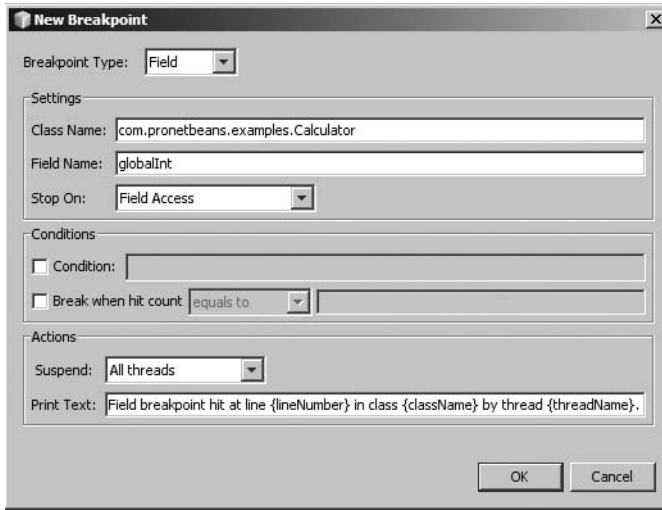 New Breakpoint
Breakpoint Type: Field
Settings
Class Name: com.pronetbeans.examples.Calculator
Field Name: globalInt
Stop On: Field Access
Conditions
Condition:
Break when hit count equals to
Actions
Suspend: All threads
Print Text: Field breakpoint hit at line {lineNumber} in class {className} by thread {threadName}.
OK Cancel